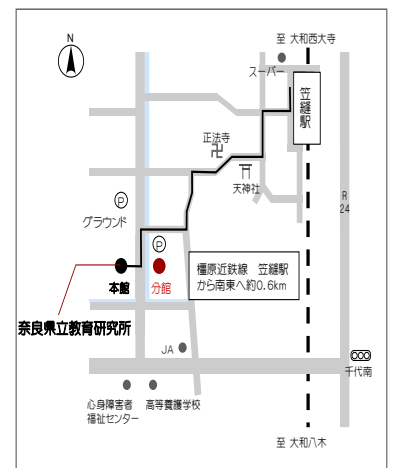 N
至 大和西大寺
スーパー
笠縫駅
正法寺
卍
天神社
R
24
P
グラウンド
P
本館
分館
橿原近鉄線 笠縫駅
から南東へ約0.6km
奈良県立教育研究所
JA
千代南
心身障害者
福祉センター
高等養護学校
至 大和八木